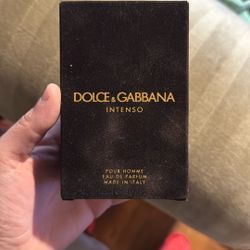 DOLCE & GABBANA
INTENSO
POUR HOMME
EAU DE PARFUM
MADE IN ITALY